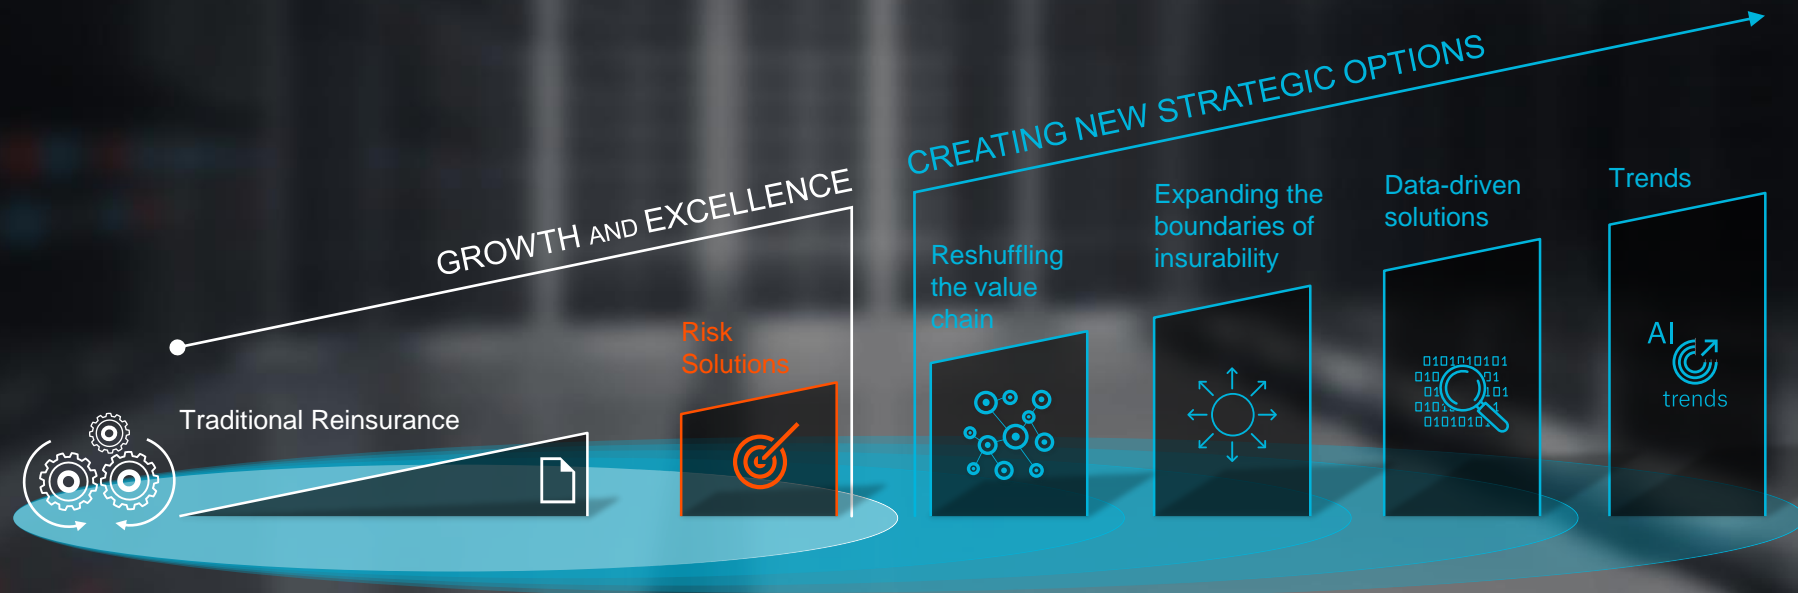 CREATING NEW STRATEGIC OPTIONS
GROWTH AND EXCELLENCE
Traditional Reinsurance
Risk
Solutions
Reshuffling
the value
chain
Expanding the
boundaries of
insurability
Data-driven
solutions
Trends
AI
trends